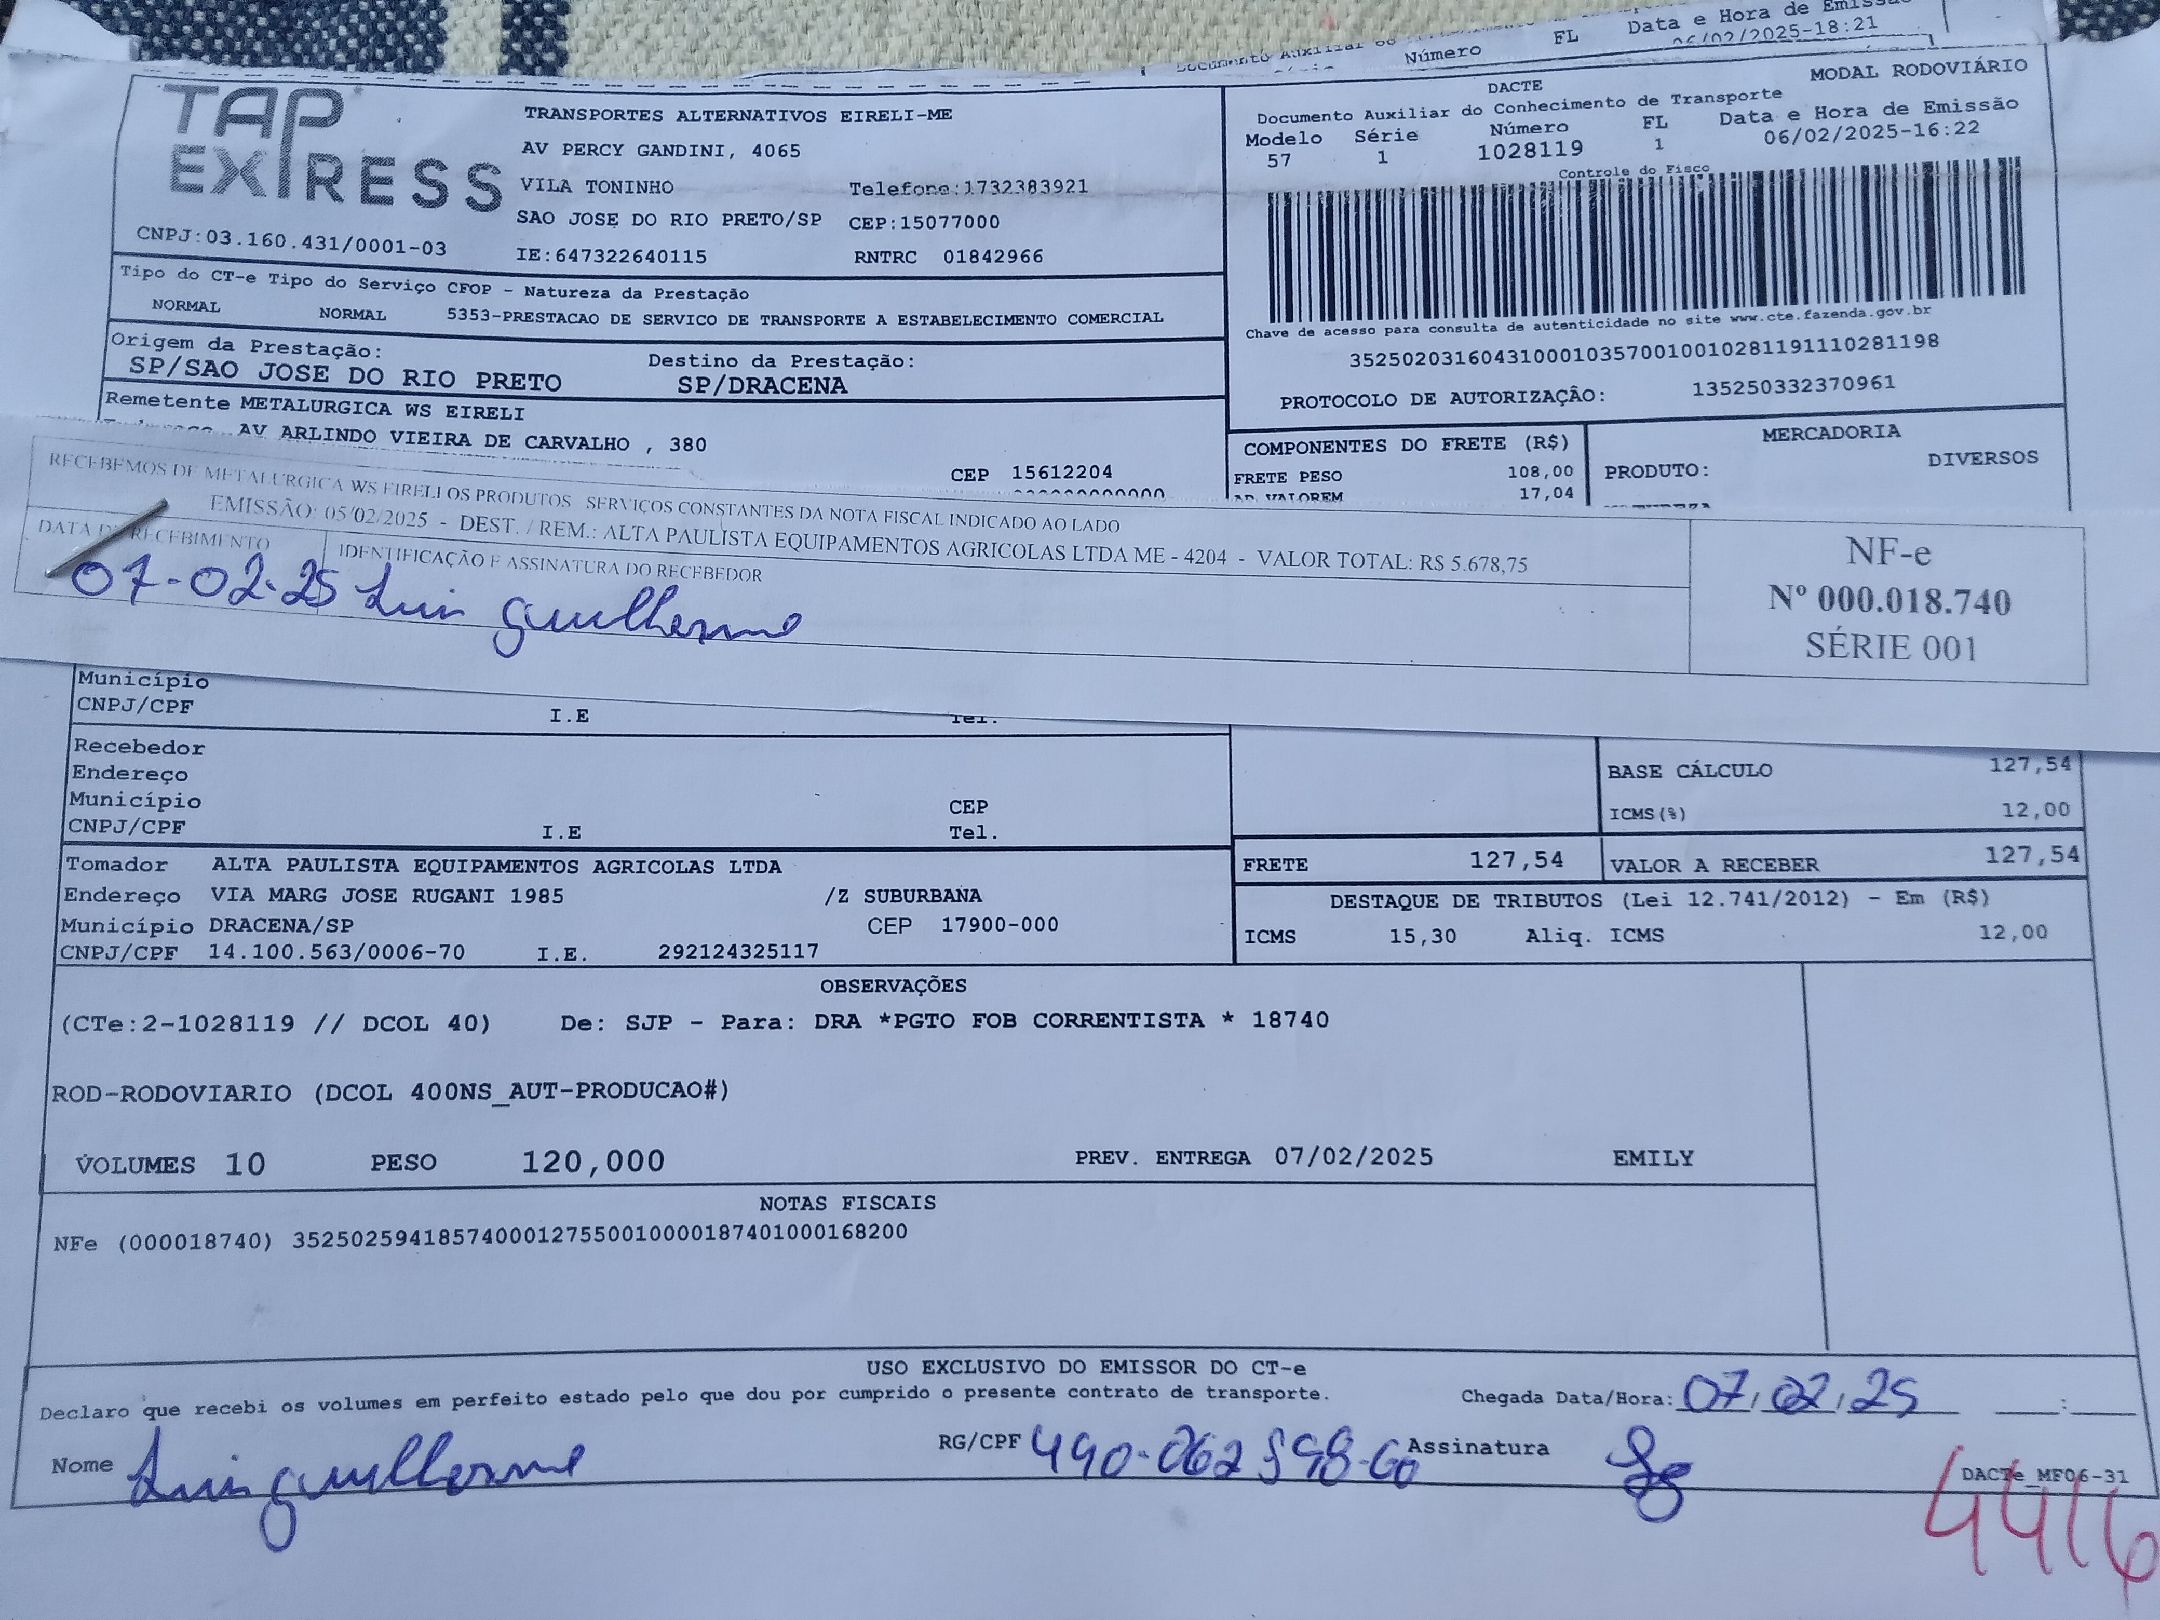 FL Data e Hora de Emissão
Número 06/02/2025-18:21
TAP EXPRESS
TRANSPORTES ALTERNATIVOS EIRELI-ME
AV PERCY GANDINI, 4065
VILA TONINHO Telefone:1732383921
SAO JOSE DO RIO PRETO/SP CEP:15077000
CNPJ:03.160.431/0001-03 IE:647322640115 RNTRC 01842966
DACTE MODAL RODOVIÁRIO
Documento Auxiliar do Conhecimento de Transporte
Modelo Série Número FL Data e Hora de Emissão
57 1 1028119 1 06/02/2025-16:22
Controle do Fisco
Chave de acesso para consulta de autenticidade no site www.cte.fazenda.gov.br
35250203160431000103570010010281191110281198
PROTOCOLO DE AUTORIZAÇÃO: 135250332370961
Tipo do CT-e Tipo do Serviço CFOP - Natureza da Prestação
NORMAL NORMAL 5353-PRESTACAO DE SERVICO DE TRANSPORTE A ESTABELECIMENTO COMERCIAL
Origem da Prestação: Destino da Prestação:
SP/SAO JOSE DO RIO PRETO SP/DRACENA
Remetente METALURGICA WS EIRELI
AV ARLINDO VIEIRA DE CARVALHO , 380
CEP 15612204
COMPONENTES DO FRETE (R$) MERCADORIA
FRETE PESO 108,00 PRODUTO: DIVERSOS
AD. VALOREM 17,04
RECEBEMOS DE METALURGICA WS EIRELI OS PRODUTOS SERVIÇOS CONSTANTES DA NOTA FISCAL INDICADO AO LADO
EMISSÃO: 05/02/2025 - DEST. / REM.: ALTA PAULISTA EQUIPAMENTOS AGRICOLAS LTDA ME - 4204 - VALOR TOTAL: R$ 5.678,75
DATA DE RECEBIMENTO IDENTIFICAÇÃO E ASSINATURA DO RECEBEDOR
07-02-25 Luis guilherme
NF-e
Nº 000.018.740
SÉRIE 001
Município
CNPJ/CPF I.E Tel.
Recebedor
Endereço
Município CEP
CNPJ/CPF I.E Tel.
BASE CÁLCULO 127,54
ICMS(%) 12,00
FRETE 127,54 VALOR A RECEBER 127,54
Tomador ALTA PAULISTA EQUIPAMENTOS AGRICOLAS LTDA
Endereço VIA MARG JOSE RUGANI 1985 /Z SUBURBANA
Município DRACENA/SP CEP 17900-000
CNPJ/CPF 14.100.563/0006-70 I.E. 292124325117
DESTAQUE DE TRIBUTOS (Lei 12.741/2012) - Em (R$)
ICMS 15,30 Aliq. ICMS 12,00
OBSERVAÇÕES
(CTe:2-1028119 // DCOL 40) De: SJP - Para: DRA *PGTO FOB CORRENTISTA * 18740
ROD-RODOVIARIO (DCOL 400NS_AUT-PRODUCAO#)
VOLUMES 10 PESO 120,000 PREV. ENTREGA 07/02/2025 EMILY
NOTAS FISCAIS
NFe (000018740) 35250259418574000127550010000187401000168200
USO EXCLUSIVO DO EMISSOR DO CT-e
Declaro que recebi os volumes em perfeito estado pelo que dou por cumprido o presente contrato de transporte. Chegada Data/Hora: 07/02/25 :
Nome Luis guilherme RG/CPF 490-062 598-60 Assinatura
DACTe MF06-31
4416